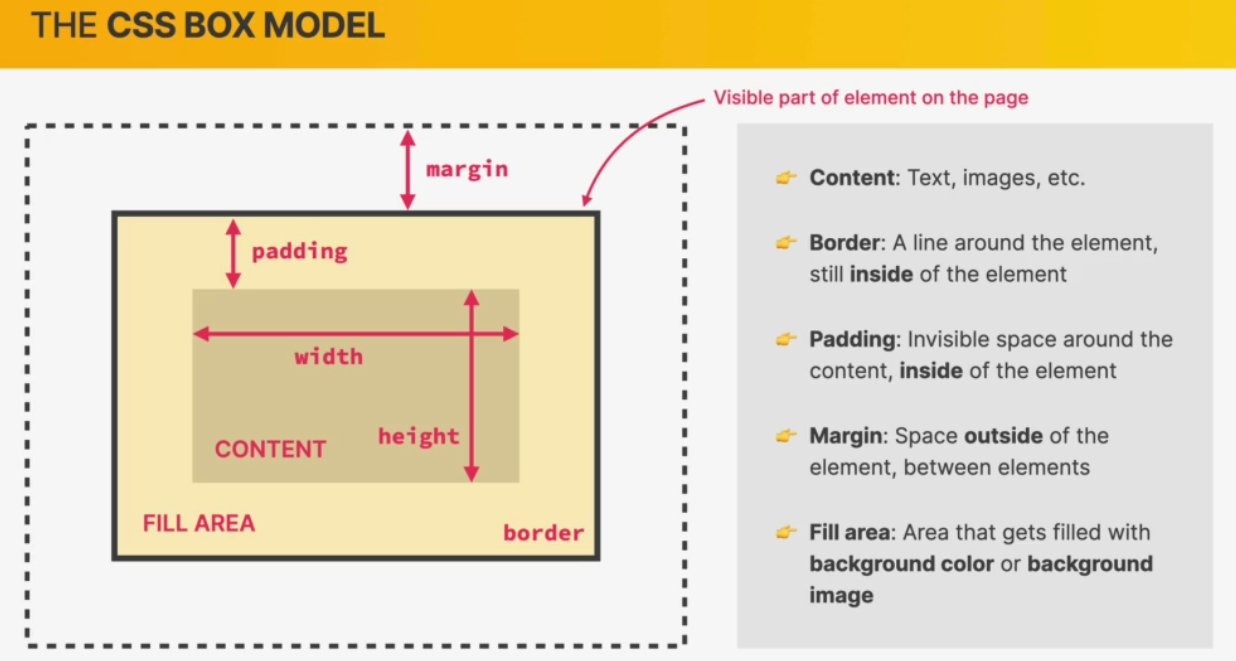 THE CSS BOX MODEL
Visible part of element on the page
margin
padding
width
height
CONTENT
FILL AREA
border
👉 Content: Text, images, etc.
👉 Border: A line around the element,
still inside of the element
👉 Padding: Invisible space around the
content, inside of the element
👉 Margin: Space outside of the
element, between elements
👉 Fill area: Area that gets filled with
background color or background
image